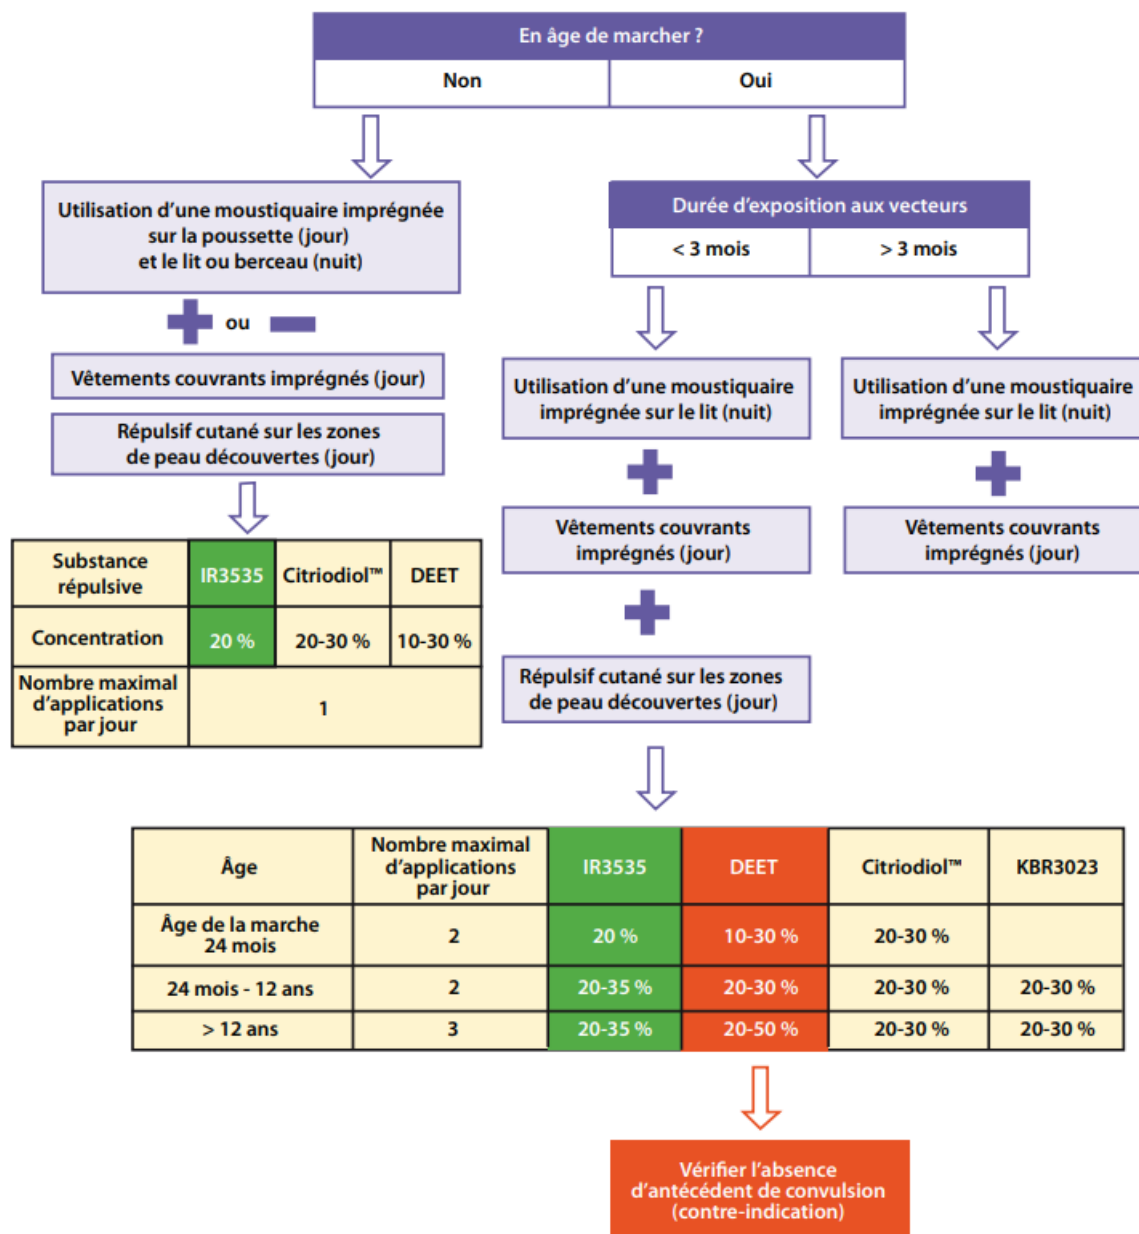 En âge de marcher ?
Non
Oui
Utilisation d’une moustiquaire imprégnée
sur la poussette (jour)
et le lit ou berceau (nuit)
ou
Vêtements couvrants imprégnés (jour)
Répulsif cutané sur les zones
de peau découvertes (jour)
Substance
répulsive
IR3535
Citriodiol™
DEET
Concentration
20 %
20-30 %
10-30 %
Nombre maximal
d’applications
par jour
1
Durée d’exposition aux vecteurs
< 3 mois
> 3 mois
Utilisation d’une moustiquaire
imprégnée sur le lit (nuit)
Vêtements couvrants
imprégnés (jour)
Répulsif cutané sur les zones
de peau découvertes (jour)
Utilisation d’une moustiquaire
imprégnée sur le lit (nuit)
Vêtements couvrants
imprégnés (jour)
Âge
Nombre maximal
d’applications
par jour
IR3535
DEET
Citriodiol™
KBR3023
Âge de la marche
24 mois
2
20 %
10-30 %
20-30 %
24 mois - 12 ans
2
20-35 %
20-30 %
20-30 %
20-30 %
> 12 ans
3
20-35 %
20-50 %
20-30 %
20-30 %
Vérifier l’absence
d’antécédent de convulsion
(contre-indication)